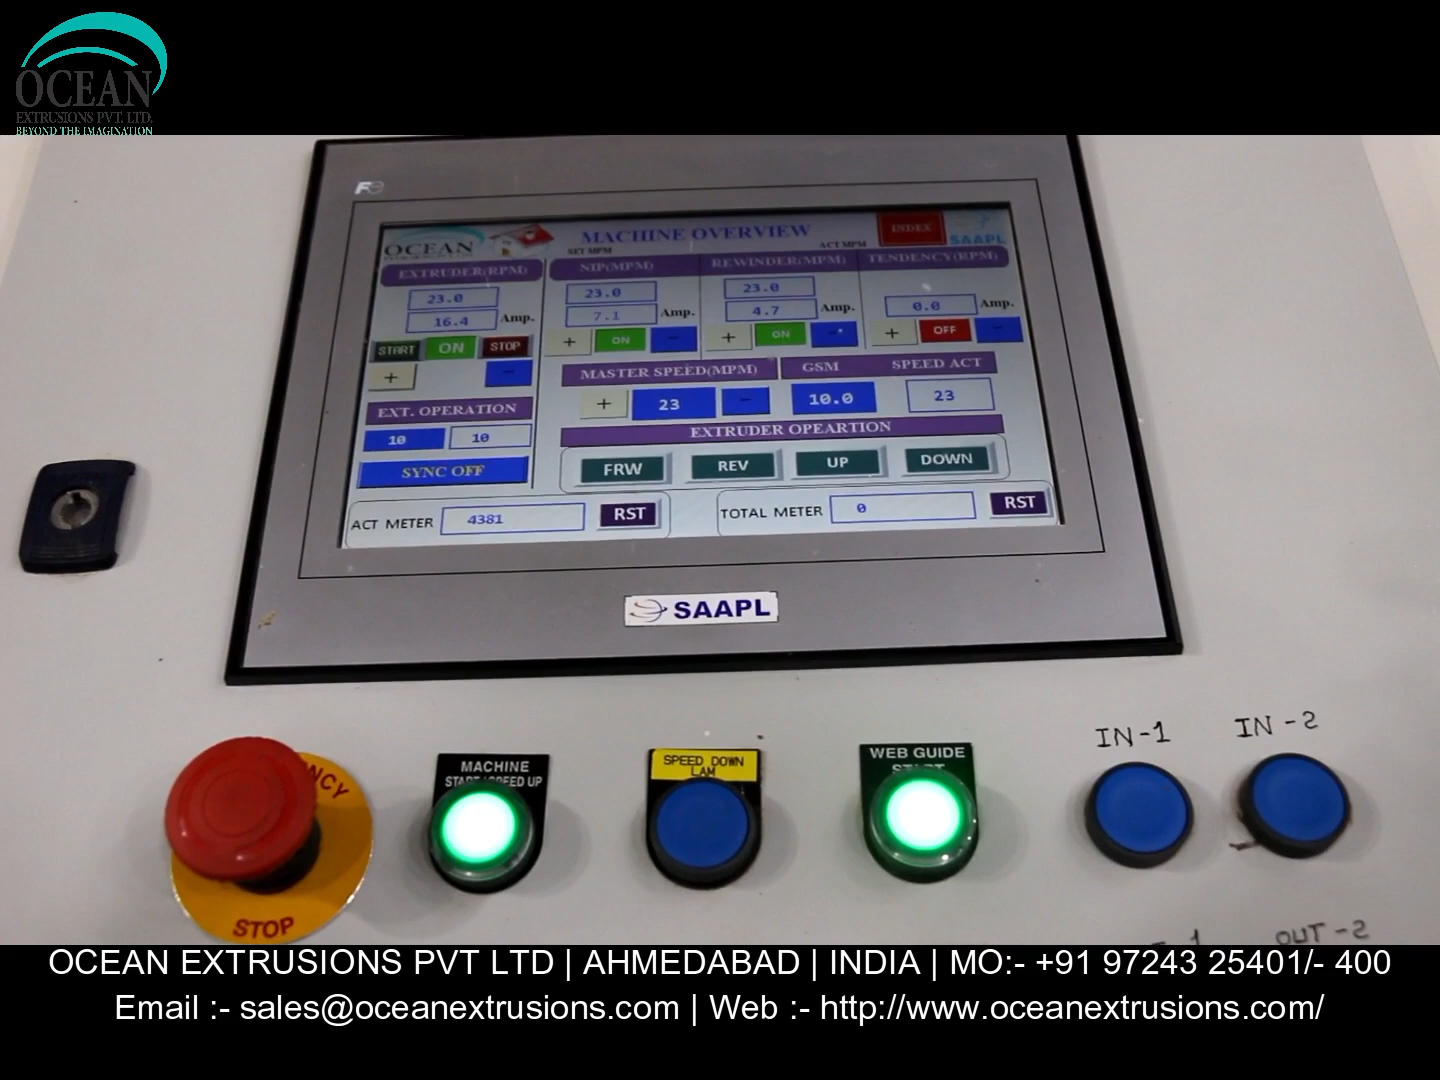 OCEAN
EXTRUSIONS PVT. LTD.
BEYOND THE IMAGINATION
OCEAN
MACHINE OVERVIEW
INDEX
SAAPL
SET MPM
ACT MPM
EXTRUDER(RPM)
NIP(MPM)
REWINDER(MPM)
TENDENCY(RPM)
23.0
23.0
23.0
16.4 Amp.
7.1 Amp.
4.7 Amp.
0.0 Amp.
START ON STOP
+ ON -
+ ON -
+ OFF -
+ -
MASTER SPEED(MPM)
GSM
SPEED ACT
+ 23 -
10.0
23
EXT. OPERATION
10 10
SYNC OFF
EXTRUDER OPEARTION
FRW REV UP DOWN
ACT METER 4381 RST
TOTAL METER 0 RST
SAAPL
IN-1
IN-2
STOP
MACHINE
START/SPEED UP
SPEED DOWN
LAM
WEB GUIDE
START
OUT-2
OCEAN EXTRUSIONS PVT LTD | AHMEDABAD | INDIA | MO:- +91 97243 25401/- 400
Email :- sales@oceanextrusions.com | Web :- http://www.oceanextrusions.com/